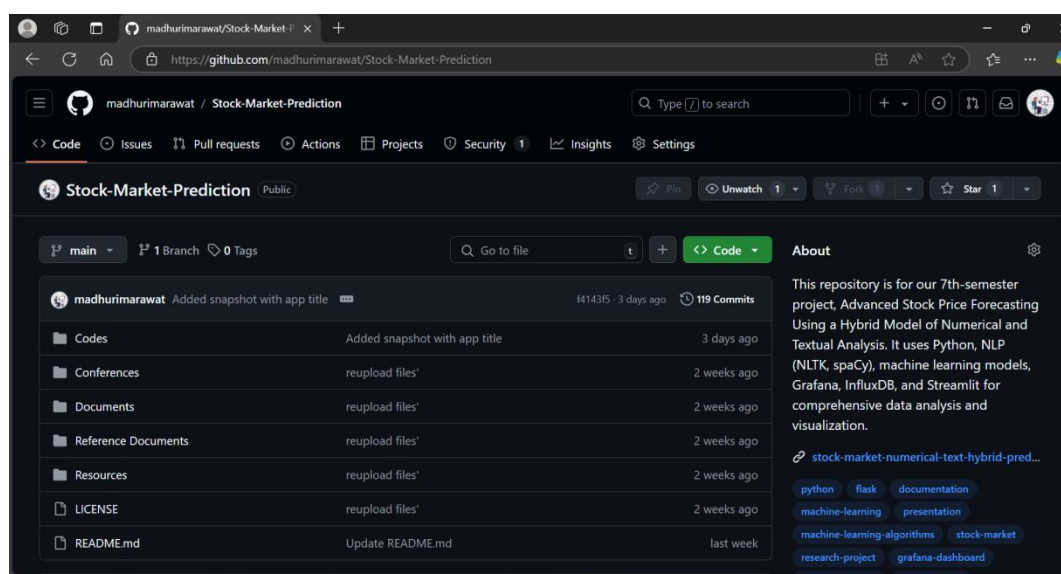 madhurimarawat/Stock-Market-P
https://github.com/madhurimarawat/Stock-Market-Prediction
madhurimarawat / Stock-Market-Prediction
Type / to search
Code Issues Pull requests Actions Projects Security 1 Insights Settings
Stock-Market-Prediction Public
Pin Unwatch 1 Fork 1 Star 1
main 1 Branch 0 Tags
Go to file t
Code
madhurimarawat Added snapshot with app title f4143f5 · 3 days ago 119 Commits
Codes Added snapshot with app title 3 days ago
Conferences reupload files' 2 weeks ago
Documents reupload files' 2 weeks ago
Reference Documents reupload files' 2 weeks ago
Resources reupload files' 2 weeks ago
LICENSE reupload files' 2 weeks ago
README.md Update README.md last week
About
This repository is for our 7th-semester
project, Advanced Stock Price Forecasting
Using a Hybrid Model of Numerical and
Textual Analysis. It uses Python, NLP
(NLTK, spaCy), machine learning models,
Grafana, InfluxDB, and Streamlit for
comprehensive data analysis and
visualization.
stock-market-numerical-text-hybrid-pred...
python flask documentation
machine-learning presentation
machine-learning-algorithms stock-market
research-project grafana-dashboard